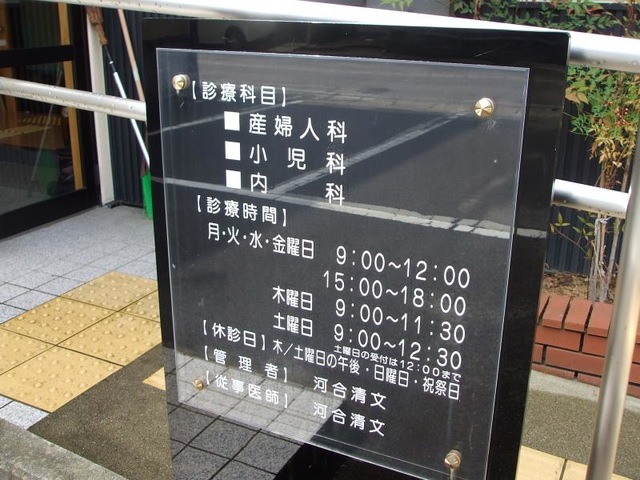 【診療科目】
■産婦人科
■小児科
■内科
【診療時間】
月・火・水・金曜日 9:00～12:00
15:00～18:00
木曜日 9:00～11:30
土曜日 9:00～12:30
土曜日の受付は12:00まで
【休診日】木/土曜日の午後・日曜日・祝祭日
【管理者】 河合清文
【従事医師】 河合清文